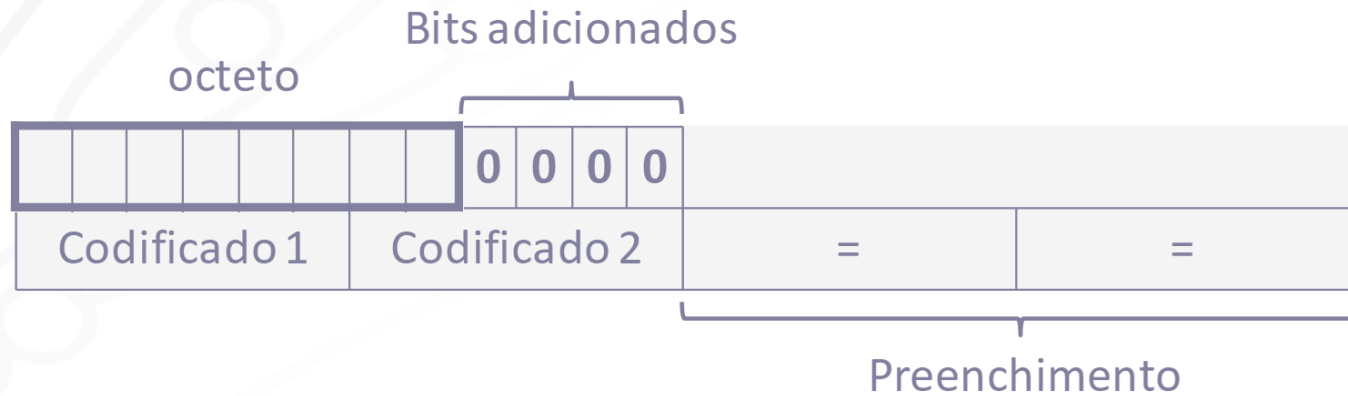 Bits adicionados
octeto
0 0 0 0
Codificado 1 Codificado 2 = =
Preenchimento